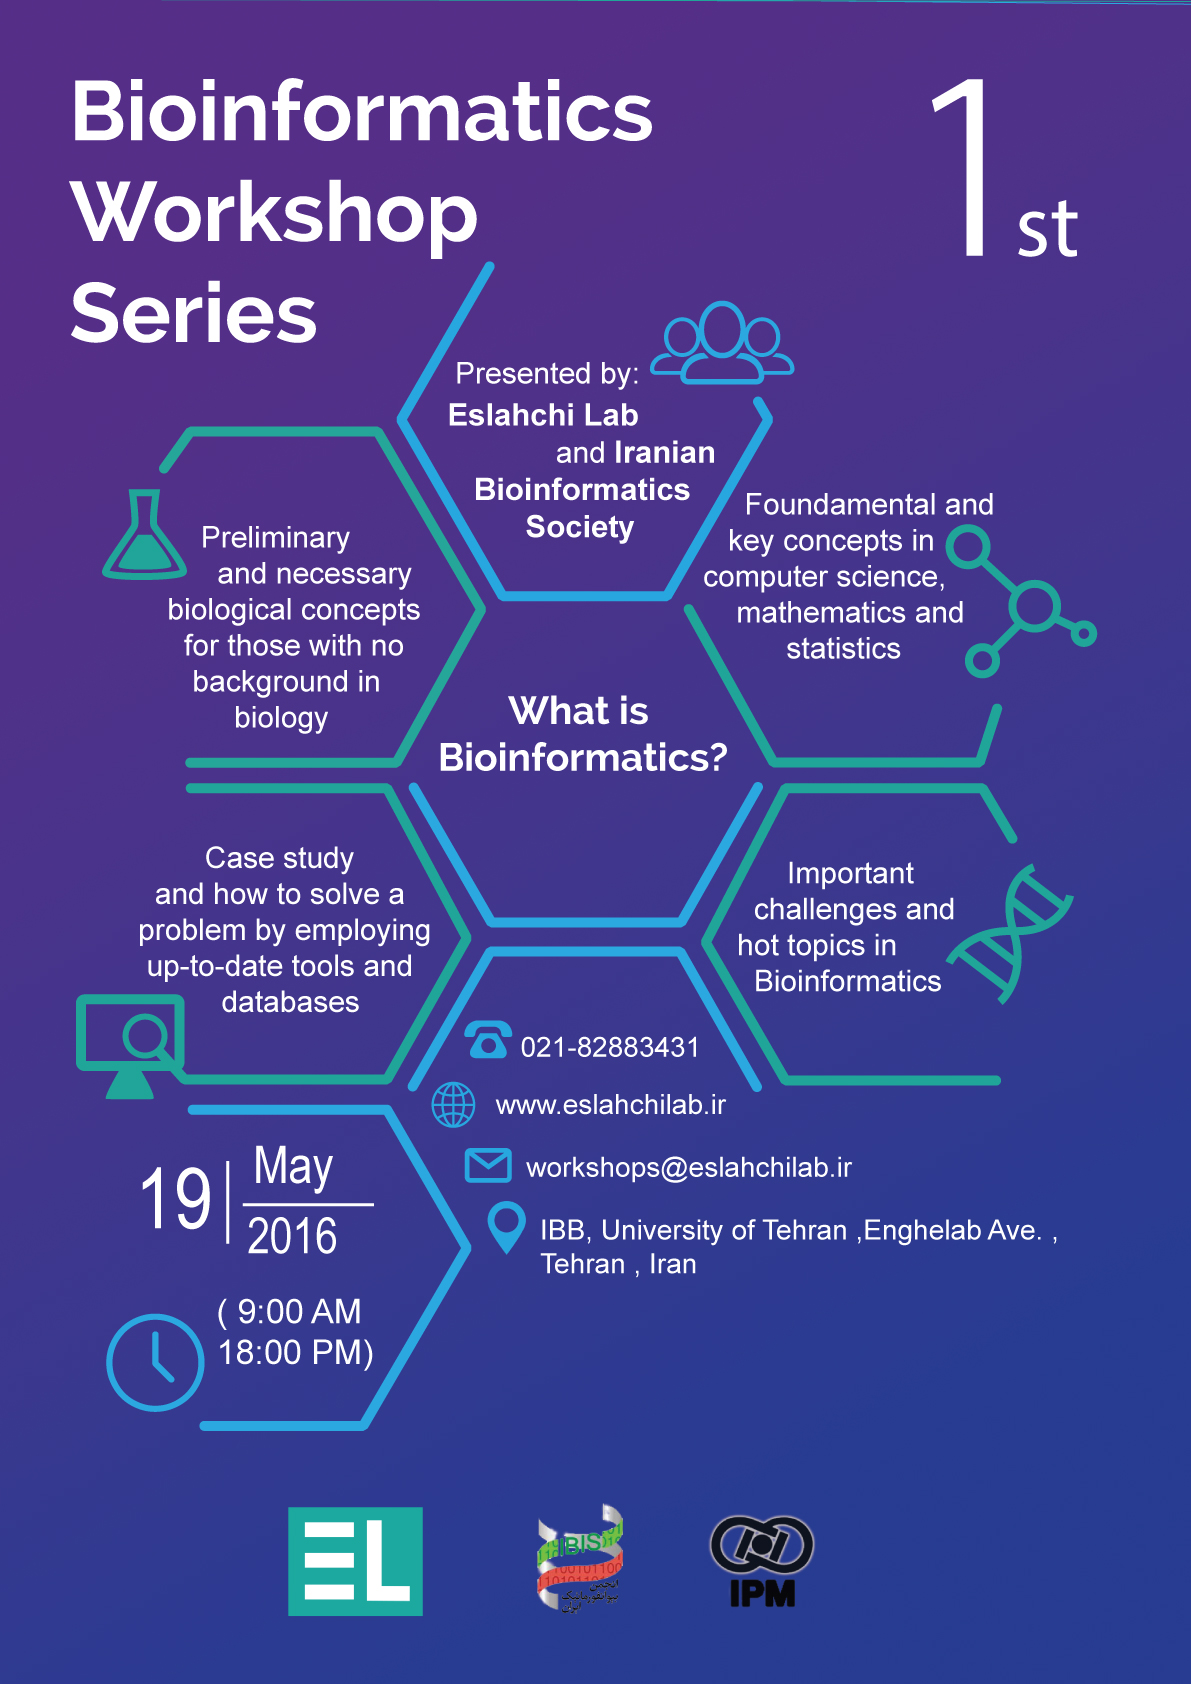 Bioinformatics
Workshop
Series
1st
Presented by:
Eslahchi Lab
and Iranian
Bioinformatics
Society
Preliminary
and necessary
biological concepts
for those with no
background in
biology
Foundamental and
key concepts in
computer science,
mathematics and
statistics
What is
Bioinformatics?
Case study
and how to solve a
problem by employing
up-to-date tools and
databases
Important
challenges and
hot topics in
Bioinformatics
021-82883431
www.eslahchilab.ir
workshops@eslahchilab.ir
IBB, University of Tehran ,Enghelab Ave. ,
Tehran , Iran
19
May
2016
( 9:00 AM
18:00 PM)
EL
IBIS
100101100
انجمن
بیوانفورماتیک
ایران
IPM